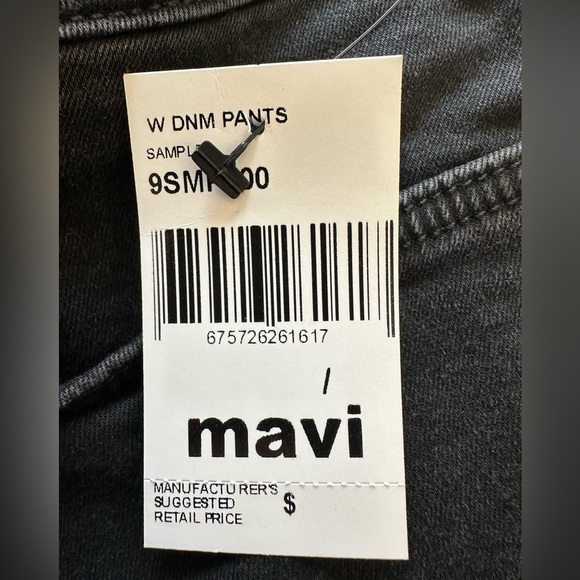 W DNM PANTS
675726261617
/
mavi
MANUFACTURER'S
SUGGESTED $
RETAIL PRICE